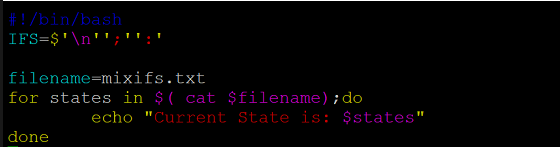 #!/bin/bash
IFS=$'\n'';'':'
filename=mixifs.txt
for states in $( cat $filename);do
echo "Current State is: $states"
done